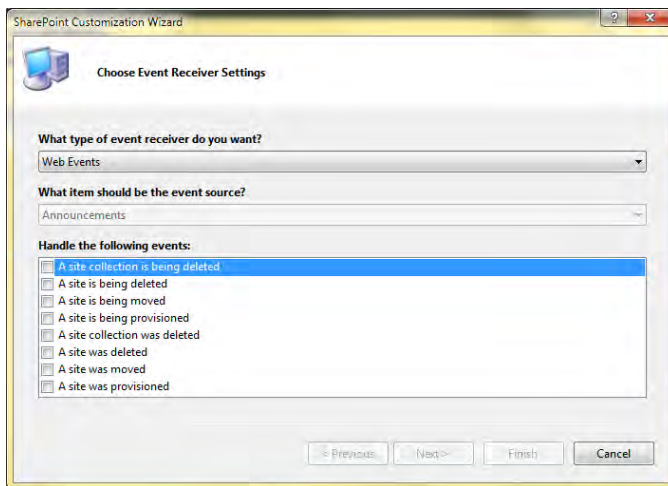 SharePoint Customization Wizard
Choose Event Receiver Settings
What type of event receiver do you want?
Web Events
What item should be the event source?
Announcements
Handle the following events:
A site collection is being deleted
A site is being deleted
A site is being moved
A site is being provisioned
A site collection was deleted
A site was deleted
A site was moved
A site was provisioned
< Previous Next > Finish Cancel